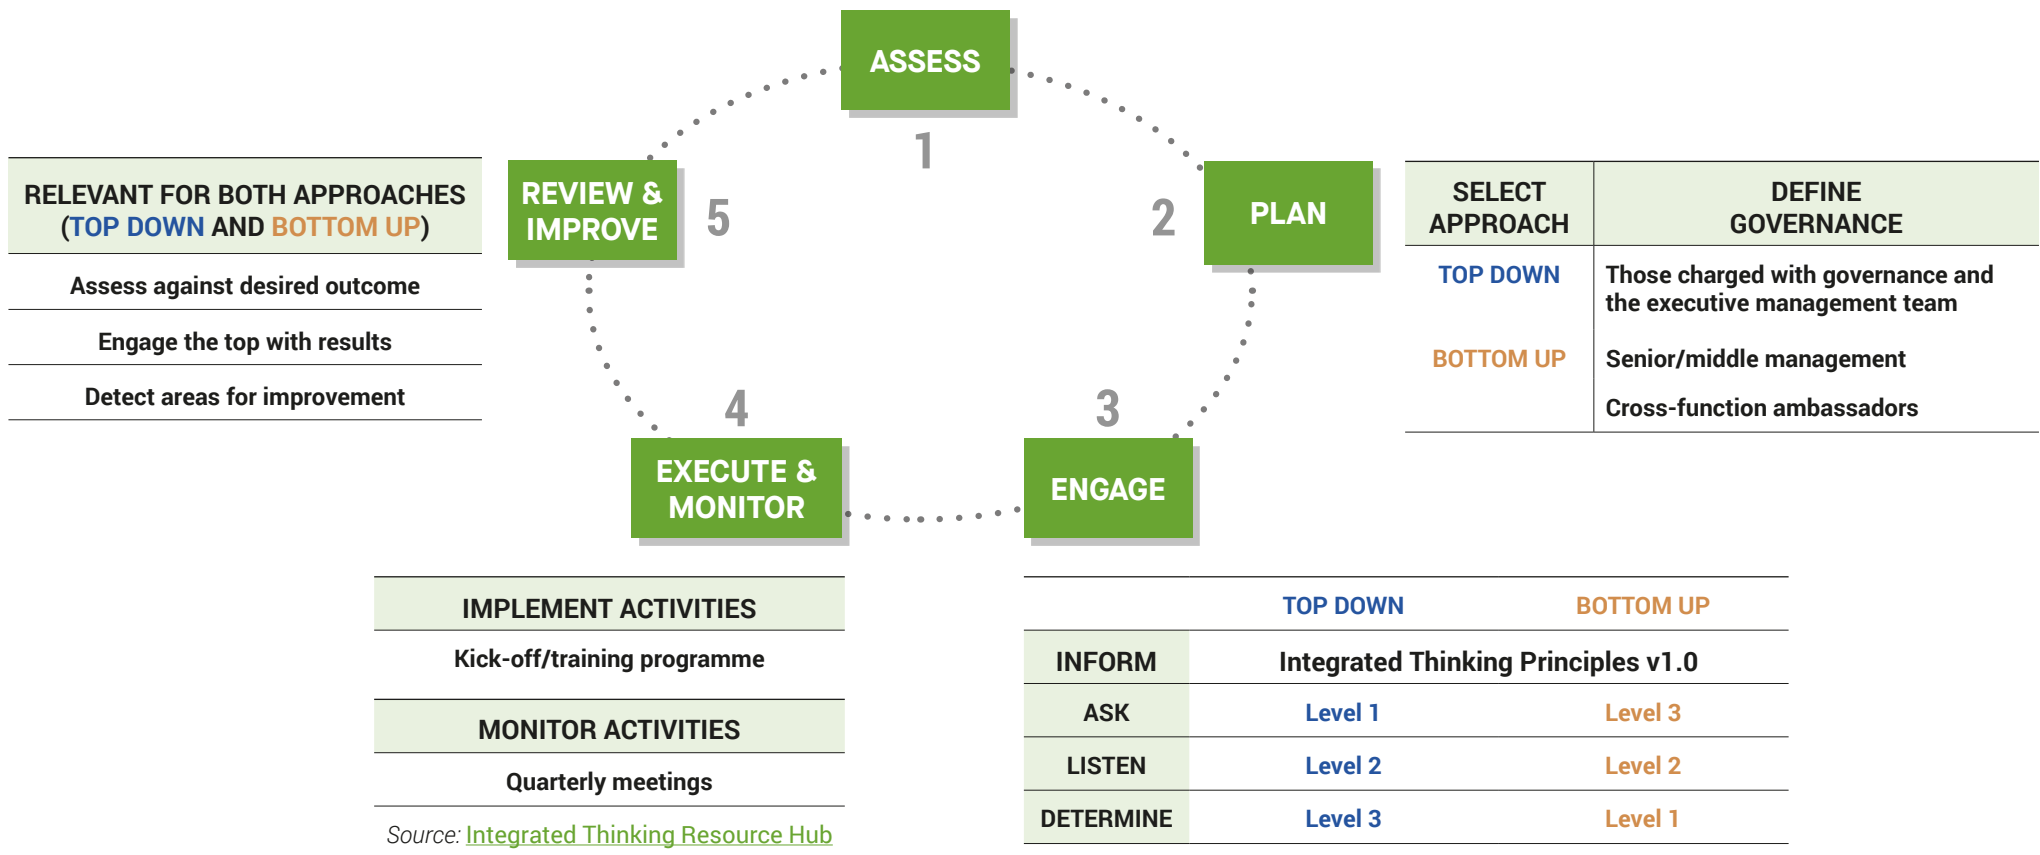 ASSESS
1
PLAN
2
SELECT
APPROACH
DEFINE
GOVERNANCE
TOP DOWN
Those charged with governance and
the executive management team
BOTTOM UP
Senior/middle management
Cross-function ambassadors
3
ENGAGE
TOP DOWN BOTTOM UP
INFORM Integrated Thinking Principles v1.0
ASK Level 1 Level 3
LISTEN Level 2 Level 2
DETERMINE Level 3 Level 1
4
EXECUTE &
MONITOR
IMPLEMENT ACTIVITIES
Kick-off/training programme
MONITOR ACTIVITIES
Quarterly meetings
Source: Integrated Thinking Resource Hub
REVIEW &
IMPROVE
5
RELEVANT FOR BOTH APPROACHES
(TOP DOWN AND BOTTOM UP)
Assess against desired outcome
Engage the top with results
Detect areas for improvement